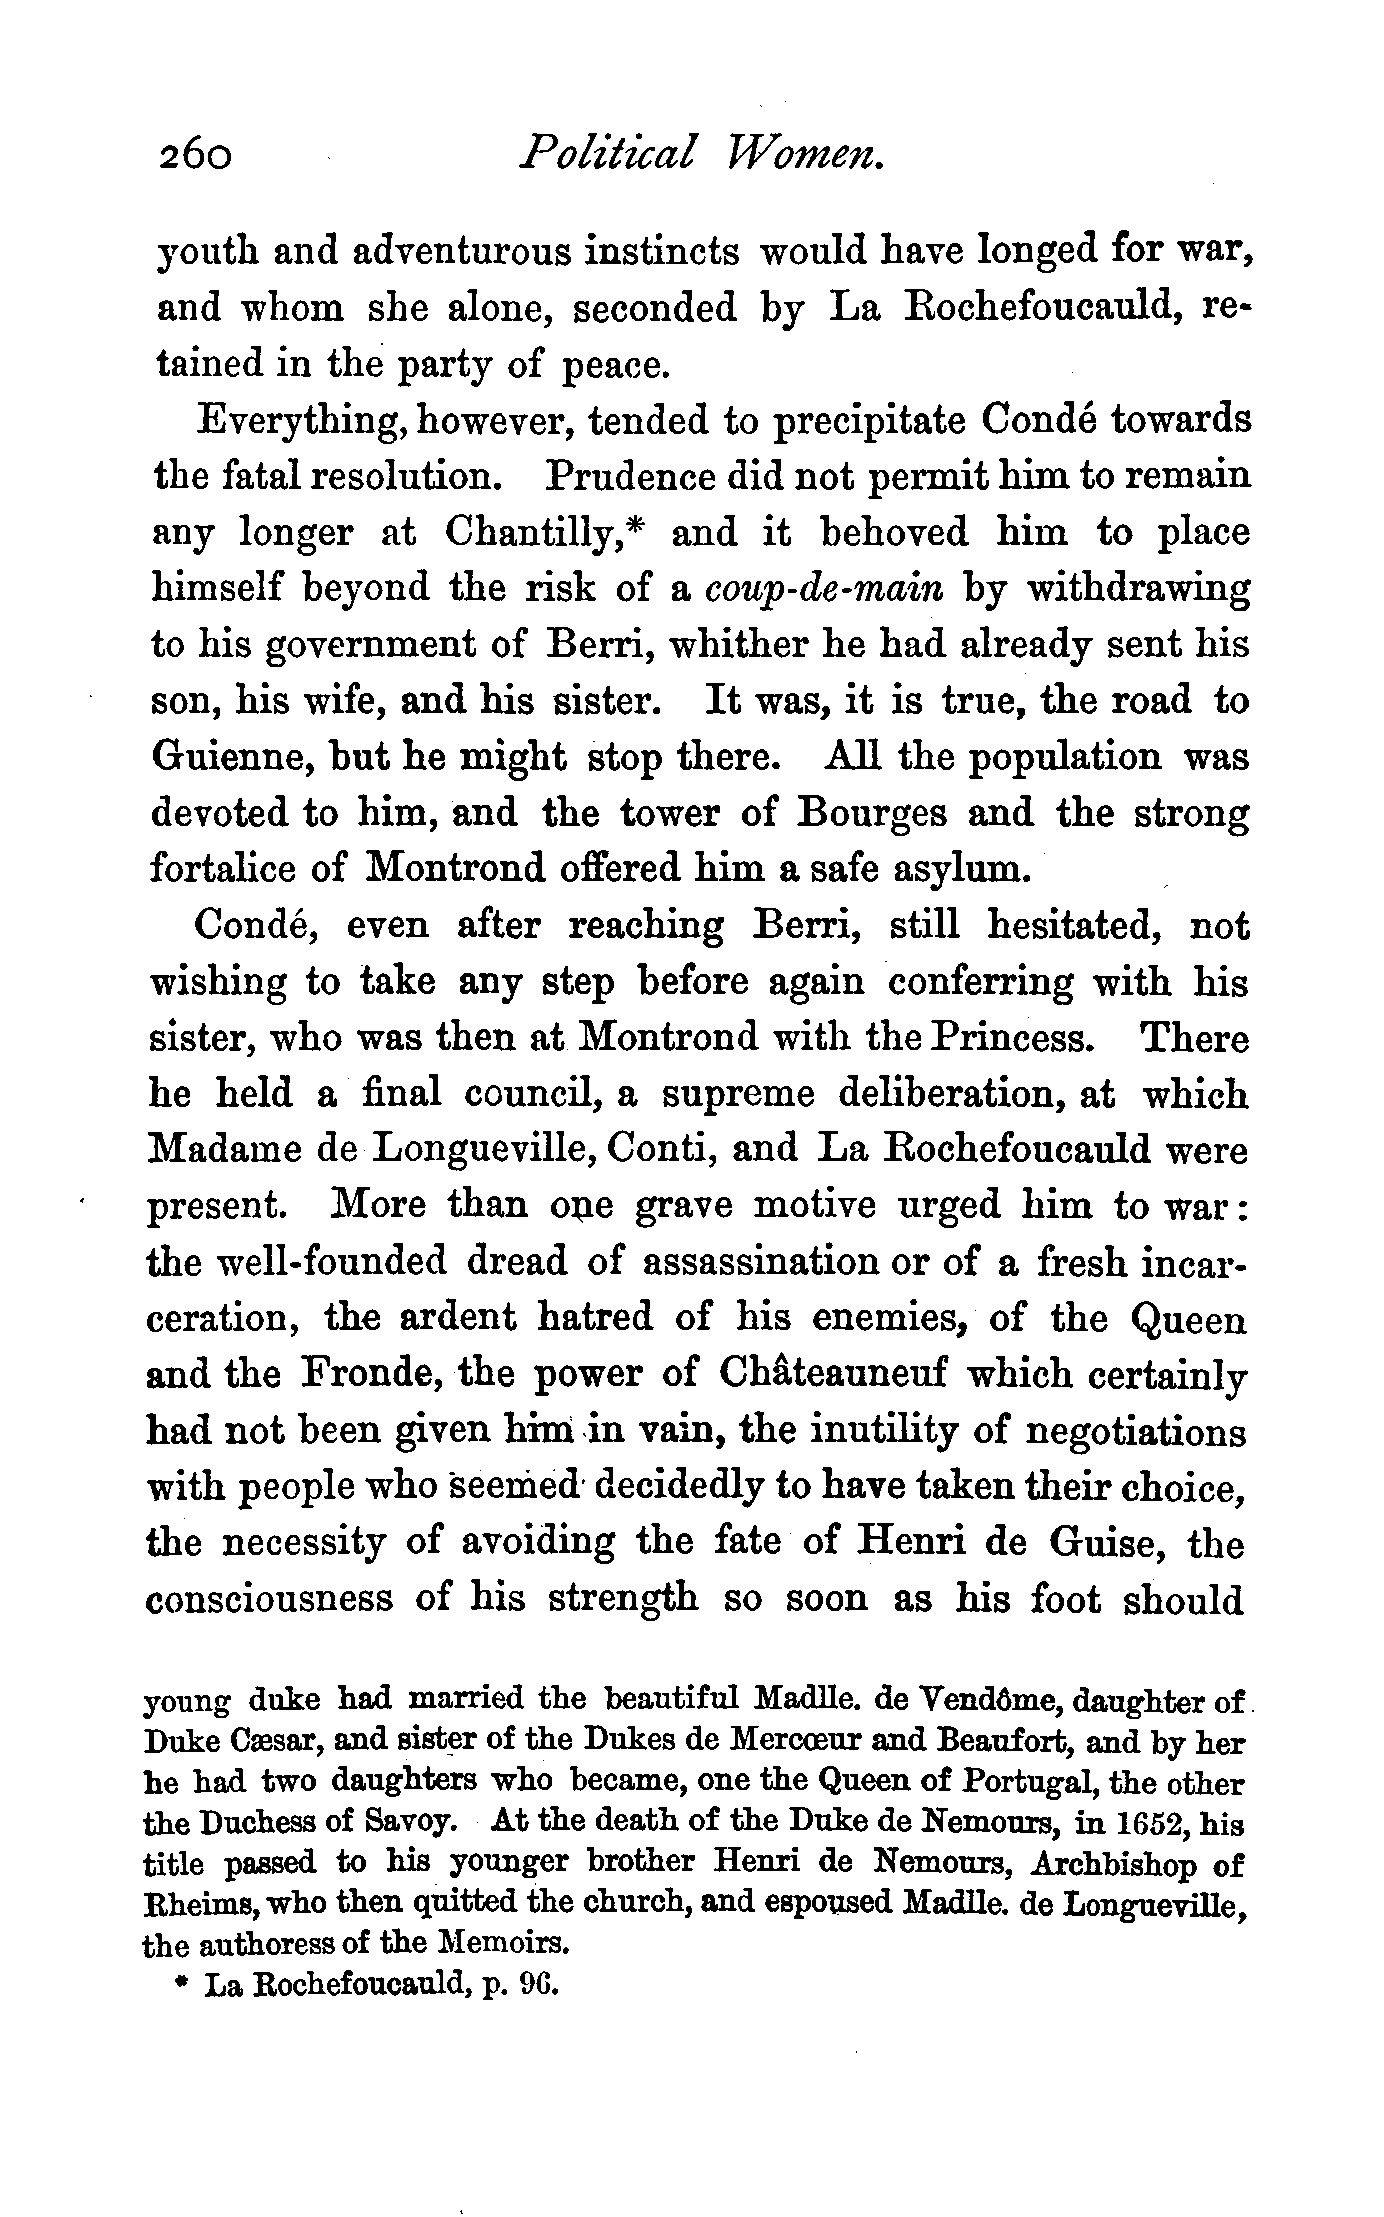 260 Political Women.
youth and adventurous instincts would have longed for war,
and whom she alone, seconded by La Rochefoucauld, re-
tained in the party of peace.
Everything, however, tended to precipitate Condé towards
the fatal resolution. Prudence did not permit him to remain
any longer at Chantilly,* and it behoved him to place
himself beyond the risk of a coup-de-main by withdrawing
to his government of Berri, whither he had already sent his
son, his wife, and his sister. It was, it is true, the road to
Guienne, but he might stop there. All the population was
devoted to him, and the tower of Bourges and the strong
fortalice of Montrond offered him a safe asylum.
Condé, even after reaching Berri, still hesitated, not
wishing to take any step before again conferring with his
sister, who was then at Montrond with the Princess. There
he held a final council, a supreme deliberation, at which
Madame de Longueville, Conti, and La Rochefoucauld were
present. More than one grave motive urged him to war:
the well-founded dread of assassination or of a fresh incar-
ceration, the ardent hatred of his enemies, of the Queen
and the Fronde, the power of Châteauneuf which certainly
had not been given him in vain, the inutility of negotiations
with people who seemed decidedly to have taken their choice,
the necessity of avoiding the fate of Henri de Guise, the
consciousness of his strength so soon as his foot should
young duke had married the beautiful Madlle. de Vendôme, daughter of
Duke Cæsar, and sister of the Dukes de Mercœur and Beaufort, and by her
he had two daughters who became, one the Queen of Portugal, the other
the Duchess of Savoy. At the death of the Duke de Nemours, in 1652, his
title passed to his younger brother Henri de Nemours, Archbishop of
Rheims, who then quitted the church, and espoused Madlle. de Longueville,
the authoress of the Memoirs.
* La Rochefoucauld, p. 96.